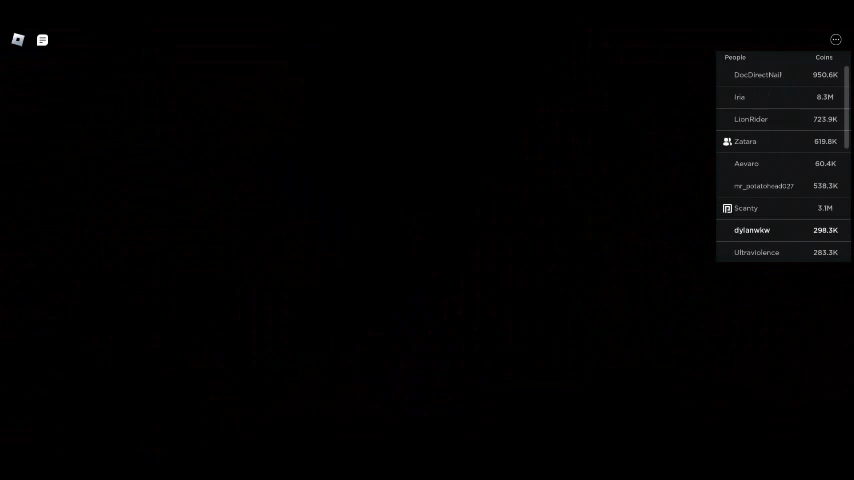 People Coins
DocDirectNail 950.6K
Iria 8.3M
LionRider 723.9K
Zatara 619.8K
Aevaro 60.4K
mr_potatohead027 538.3K
Scanty 3.1M
dylanwkw 298.3K
Ultraviolence 283.3K